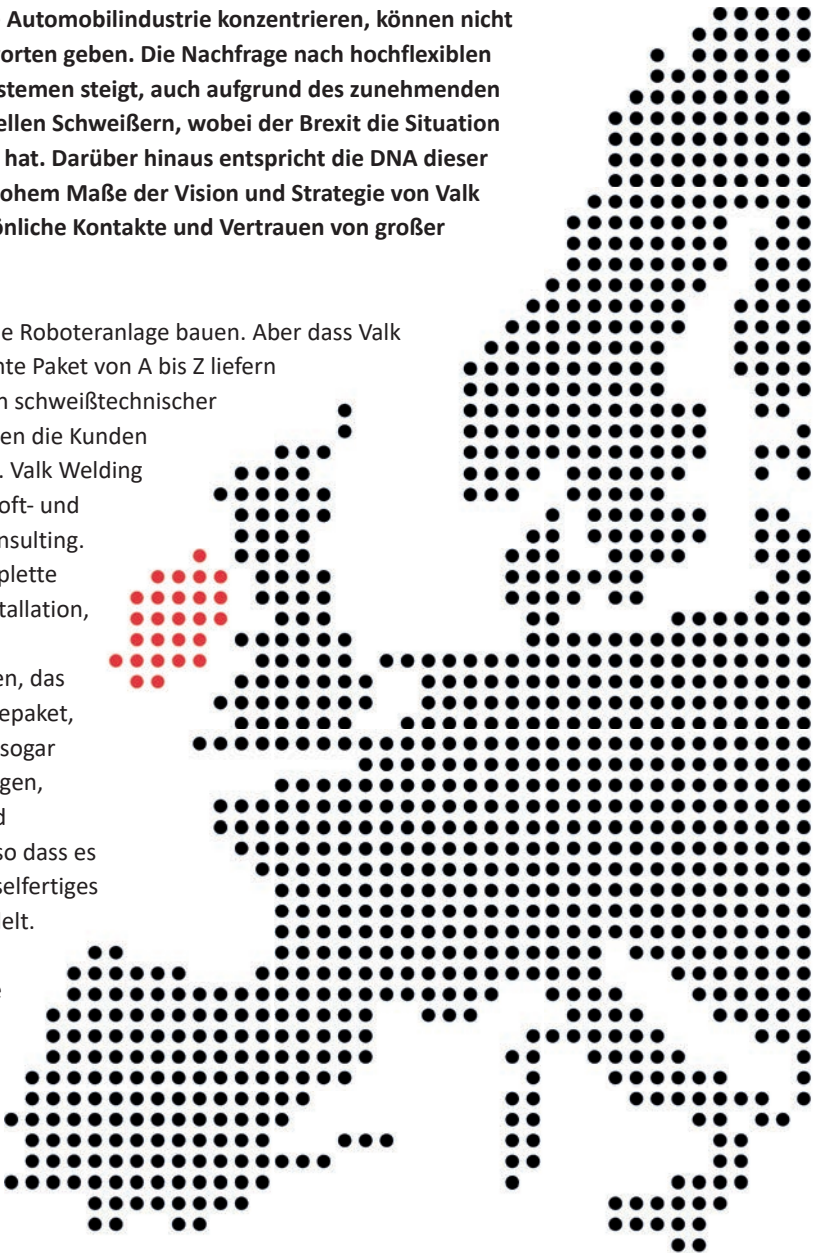 Automobilindustrie konzentrieren, können nicht
orten geben. Die Nachfrage nach hochflexiblen
stemen steigt, auch aufgrund des zunehmenden
ellen Schweißern, wobei der Brexit die Situation
hat. Darüber hinaus entspricht die DNA dieser
ohem Maße der Vision und Strategie von Valk
önliche Kontakte und Vertrauen von großer
e Roboteranlage bauen. Aber dass Valk
nte Paket von A bis Z liefern
n schweißtechnischer
en die Kunden
. Valk Welding
oft- und
nsulting.
plette
tallation,
en, das
epaket,
sogar
gen,
d
so dass es
selfertiges
elt.
e